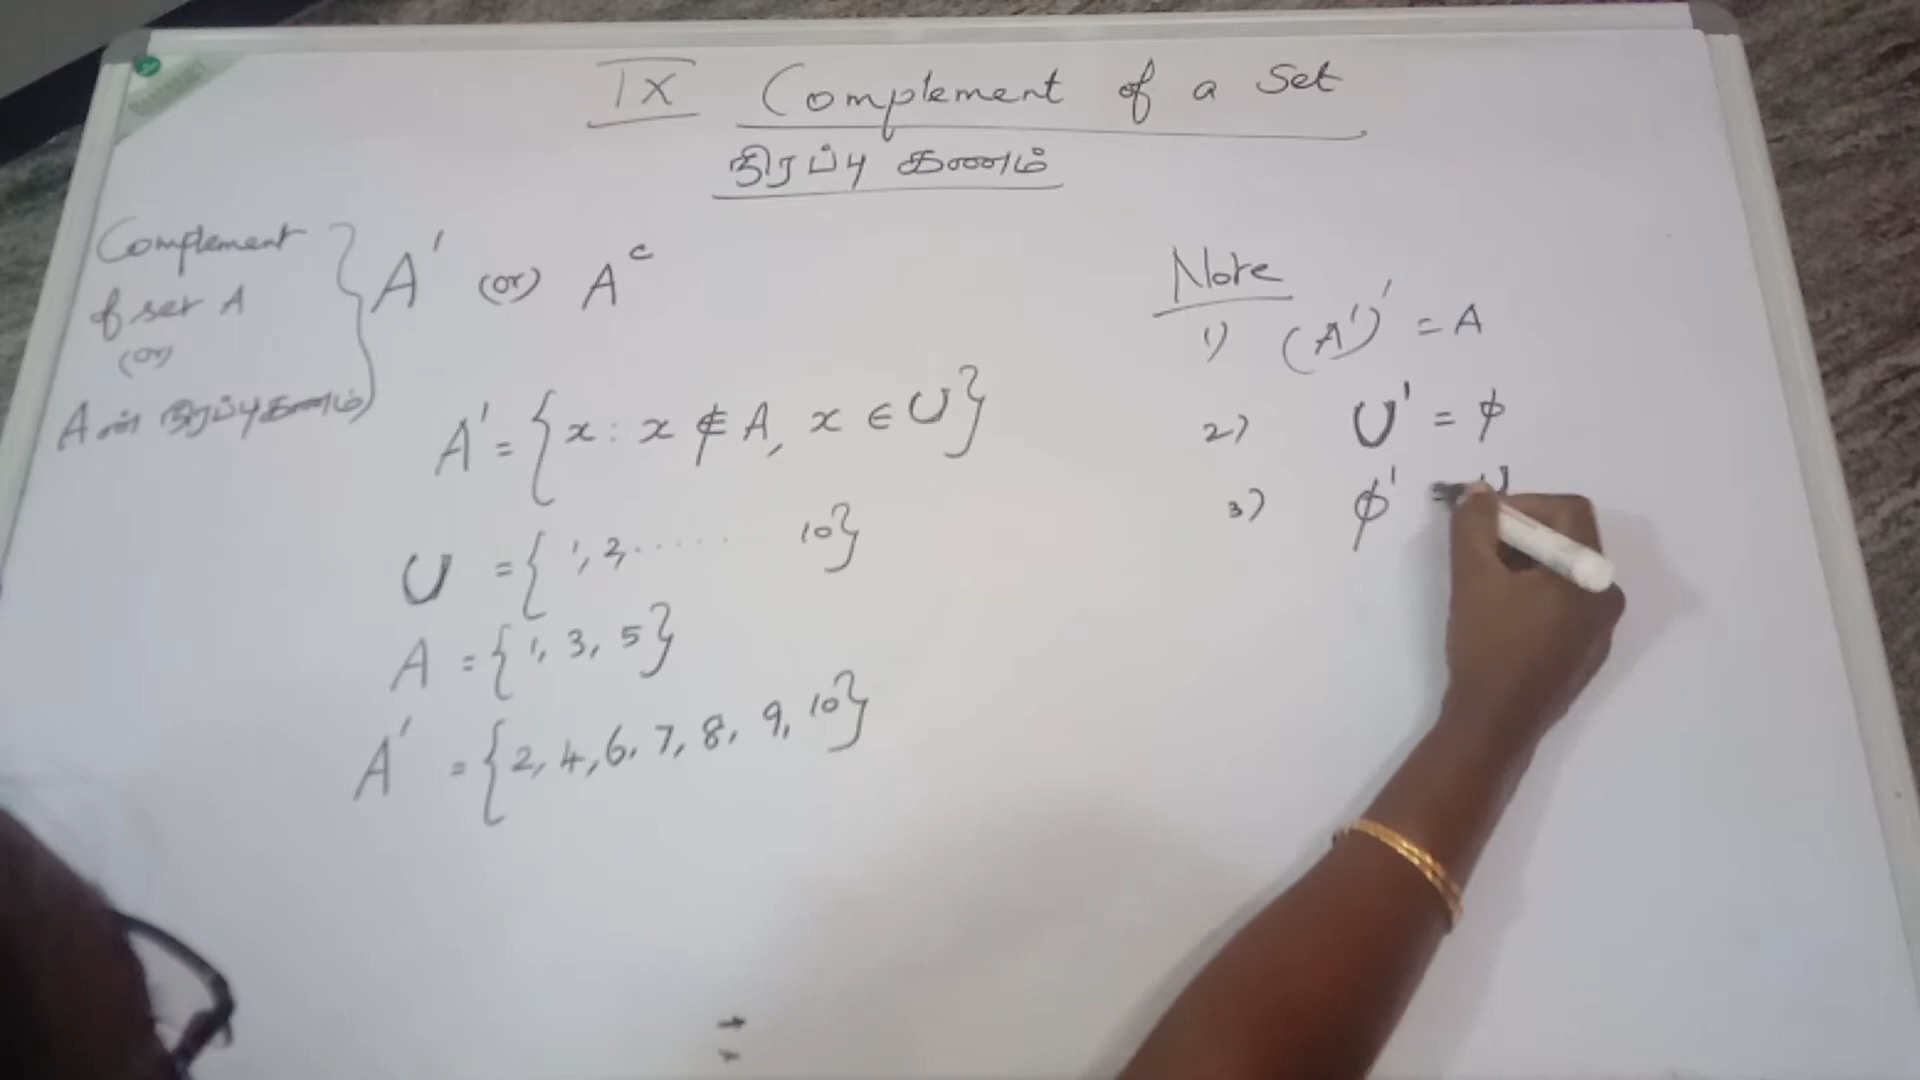 IX Complement of a Set
நிரப்பு கணம்
Complement
of set A
(or)
A ன் நிரப்புகணம்
A' (or) Aᶜ
A' = {x : x ∉ A, x ∈ U}
U = {1, 2, ..... 10}
A = {1, 3, 5}
A' = {2, 4, 6, 7, 8, 9, 10}
Note
1) (A')' = A
2) U' = φ
3) φ' = U